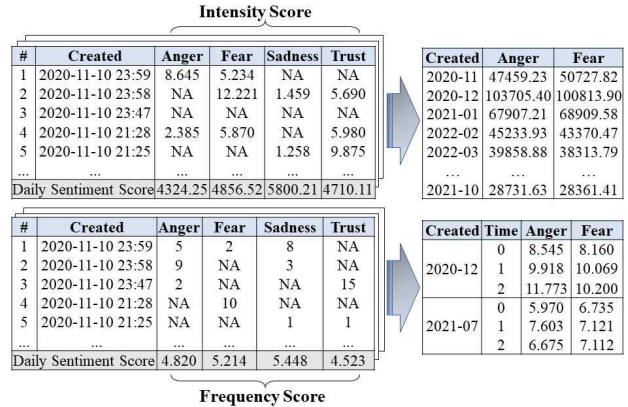 Intensity Score
# Created Anger Fear Sadness Trust
1 2020-11-10 23:59 8.645 5.234 NA NA
2 2020-11-10 23:58 NA 12.221 1.459 5.690
3 2020-11-10 23:47 NA NA NA NA
4 2020-11-10 21:28 2.385 5.870 NA 5.980
5 2020-11-10 21:25 NA NA 1.258 9.875
... ... ... ... ... ...
Daily Sentiment Score 4324.25 4856.52 5800.21 4710.11
Created Anger Fear
2020-11 47459.23 50727.82
2020-12 103705.40 100813.90
2021-01 67907.21 68909.58
2022-02 45233.93 43370.47
2022-03 39858.88 38313.79
... ... ...
2021-10 28731.63 28361.41
# Created Anger Fear Sadness Trust
1 2020-11-10 23:59 5 2 8 NA
2 2020-11-10 23:58 9 NA 3 NA
3 2020-11-10 23:47 2 NA NA 15
4 2020-11-10 21:28 NA 10 NA NA
5 2020-11-10 21:25 NA NA 1 1
... ... ... ... ... ...
Daily Sentiment Score 4.820 5.214 5.448 4.523
Frequency Score
Created Time Anger Fear
0 8.545 8.160
2020-12 1 9.918 10.069
2 11.773 10.200
0 5.970 6.735
2021-07 1 7.603 7.121
2 6.675 7.112